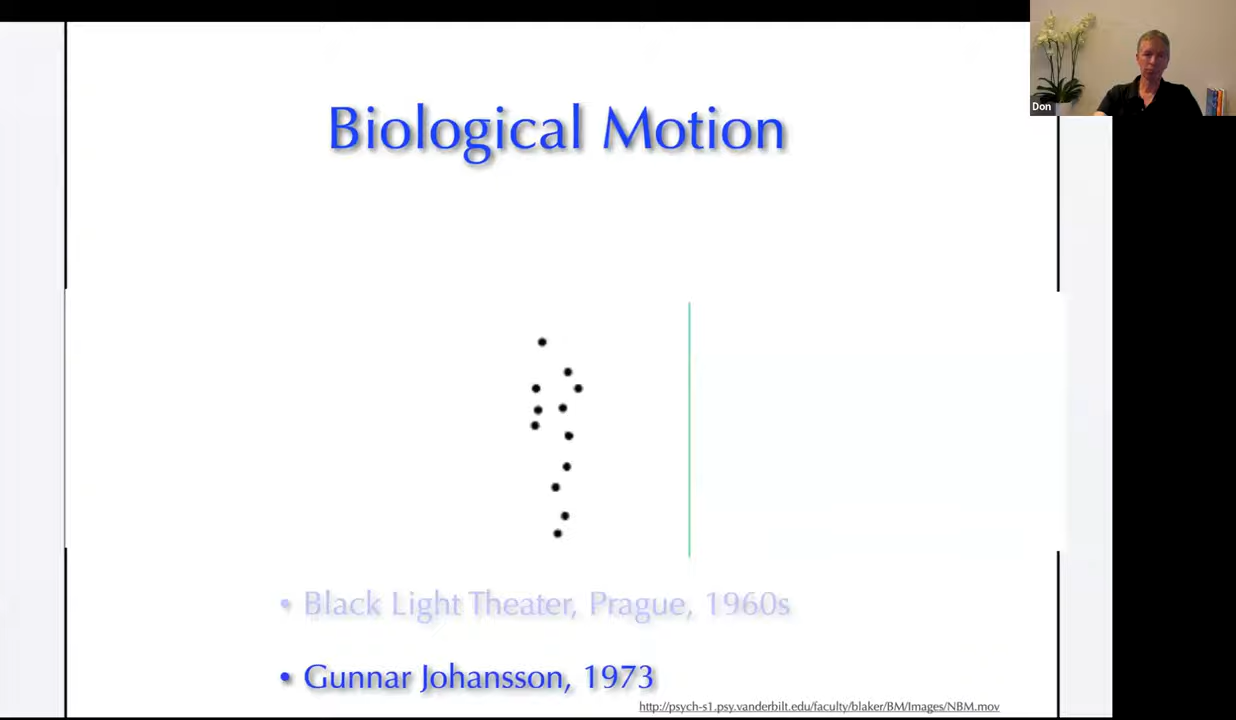 Don
Biological Motion
• Black Light Theater, Prague, 1960s
• Gunnar Johansson, 1973
http://psych-s1.psy.vanderbilt.edu/faculty/blaker/BM/Images/NBM.mov